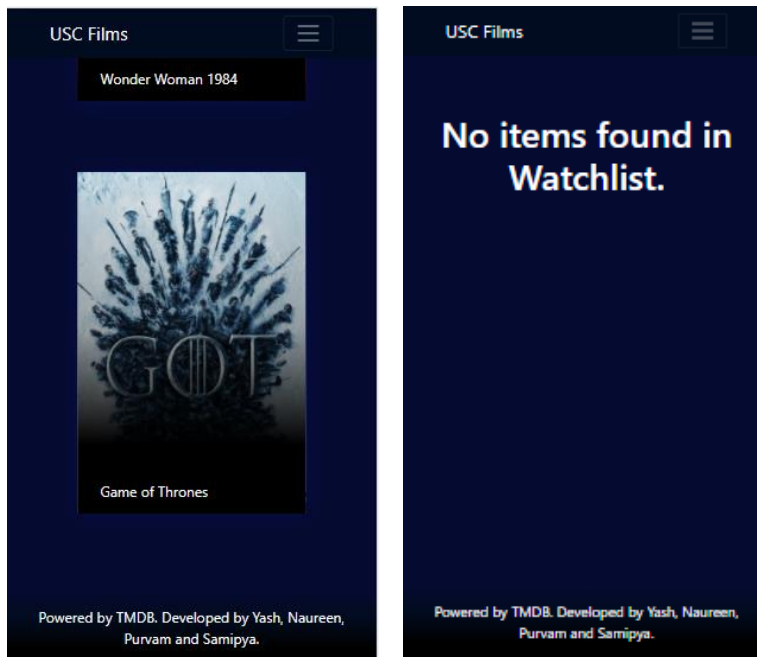 USC Films
Wonder Woman 1984
GOT
Game of Thrones
Powered by TMDB. Developed by Yash, Naureen,
Purvam and Samipya.
USC Films
No items found in
Watchlist.
Powered by TMDB. Developed by Yash, Naureen,
Purvam and Samipya.